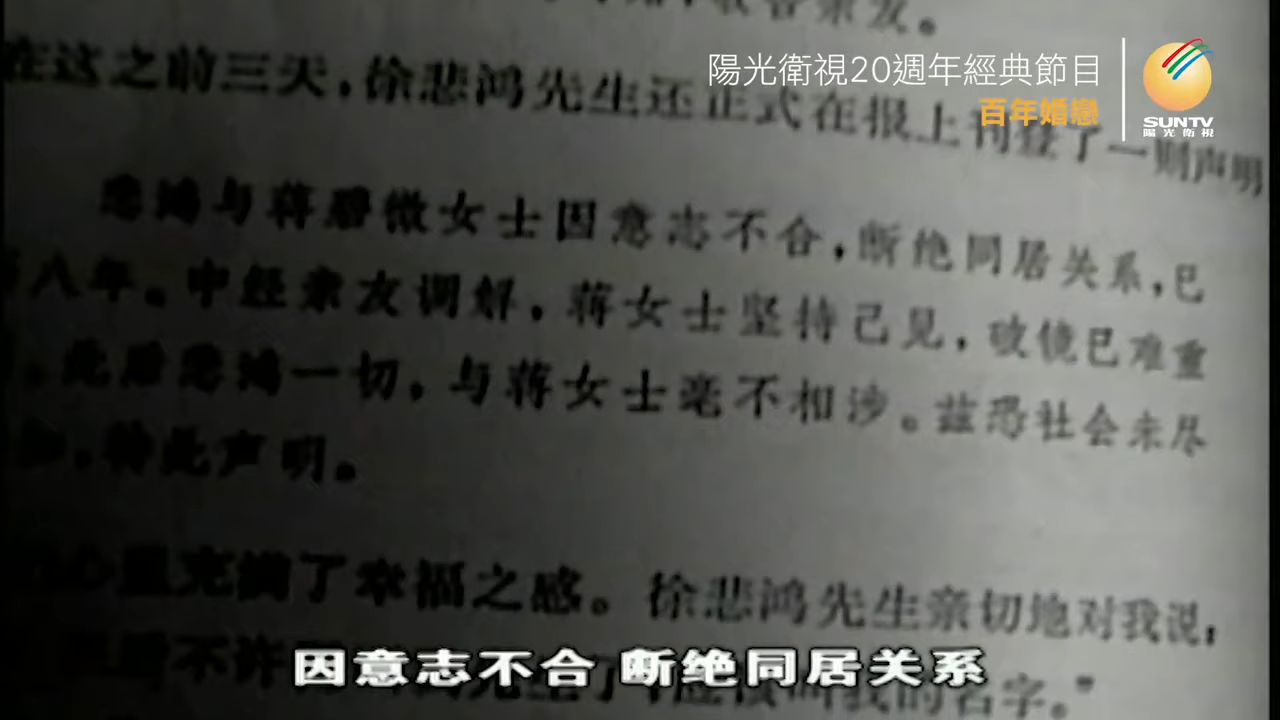 陽光衛視20週年經典節目
百年婚戀
SUNTV
陽光衛視
在这之前三天，徐悲鸿先生还正式在报上刊登了一则声明
悲鸿与蒋碧微女士因意志不合，断绝同居关系，已
八年。中经亲友调解，蒋女士坚持己见，破镜已难重
此后悲鸿一切，与蒋女士毫不相涉。兹恐社会未尽
特此声明。
心里充满了幸福之感。徐悲鸿先生亲切地对我说，
不许
的名字。”
因意志不合 断绝同居关系